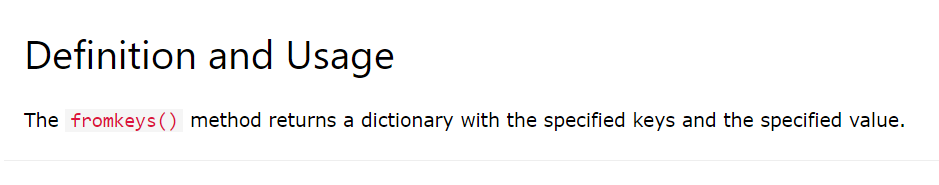 Definition and Usage
The fromkeys() method returns a dictionary with the specified keys and the specified value.